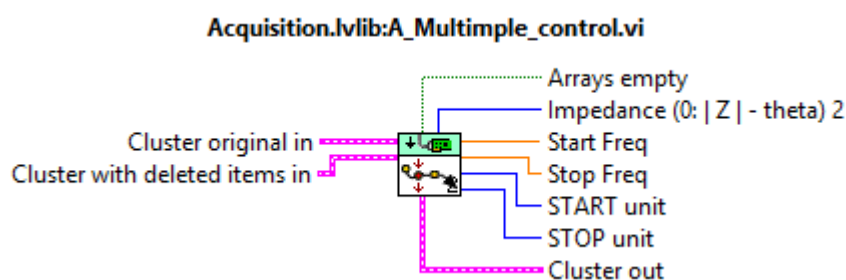 Acquisition.lvlib:A_Multimple_control.vi
Arrays empty
Impedance (0: | Z | - theta) 2
Cluster original in
Start Freq
Cluster with deleted items in
Stop Freq
START unit
STOP unit
Cluster out